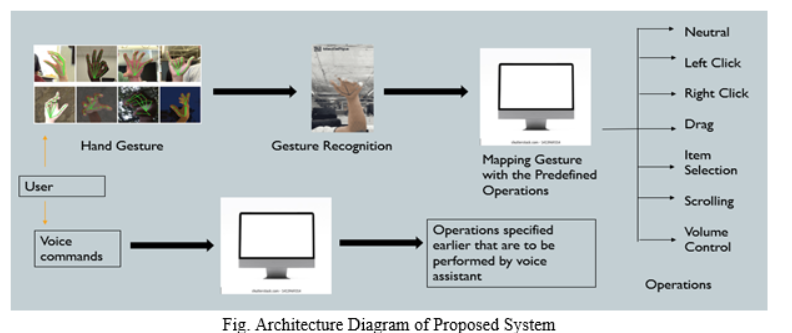 Neutral
Left Click
Right Click
Drag
Item
Selection
Scrolling
Volume
Control
Operations
Hand Gesture
Gesture Recognition
Mapping Gesture
with the Predefined
Operations
User
Voice
commands
Operations specified
earlier that are to be
performed by voice
assistant
Fig. Architecture Diagram of Proposed System